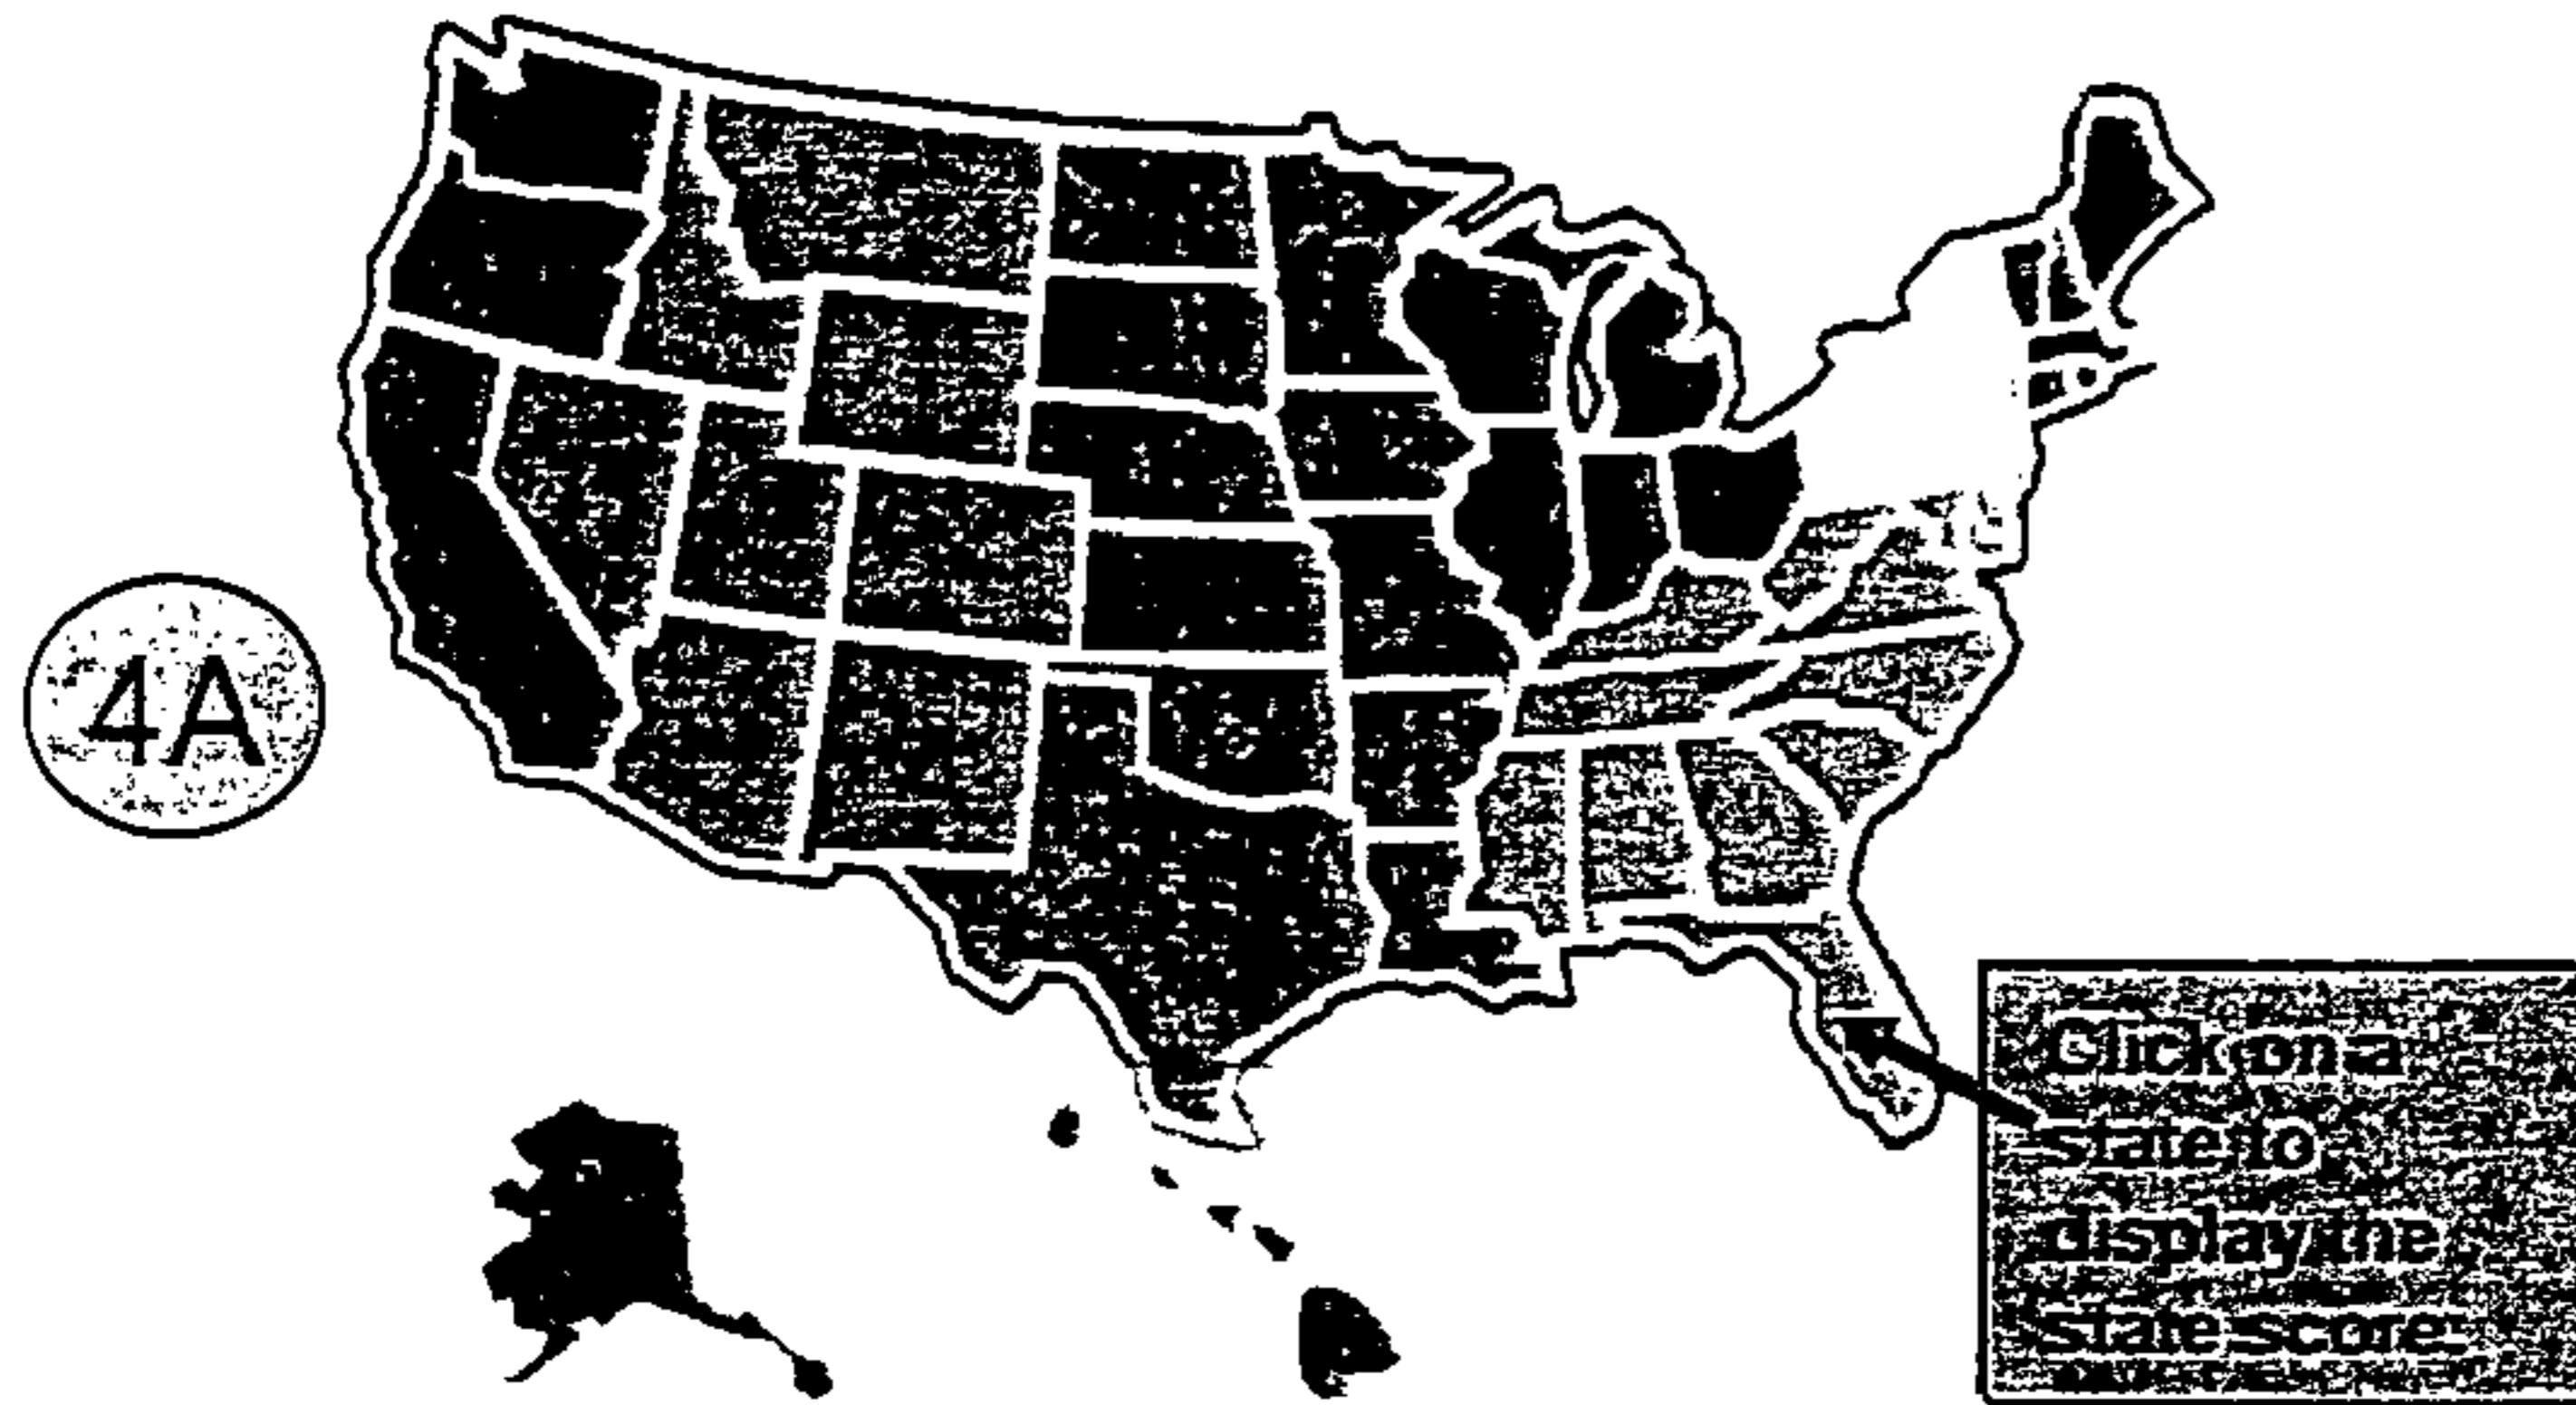 4A
Click on a
state to
display the
state score